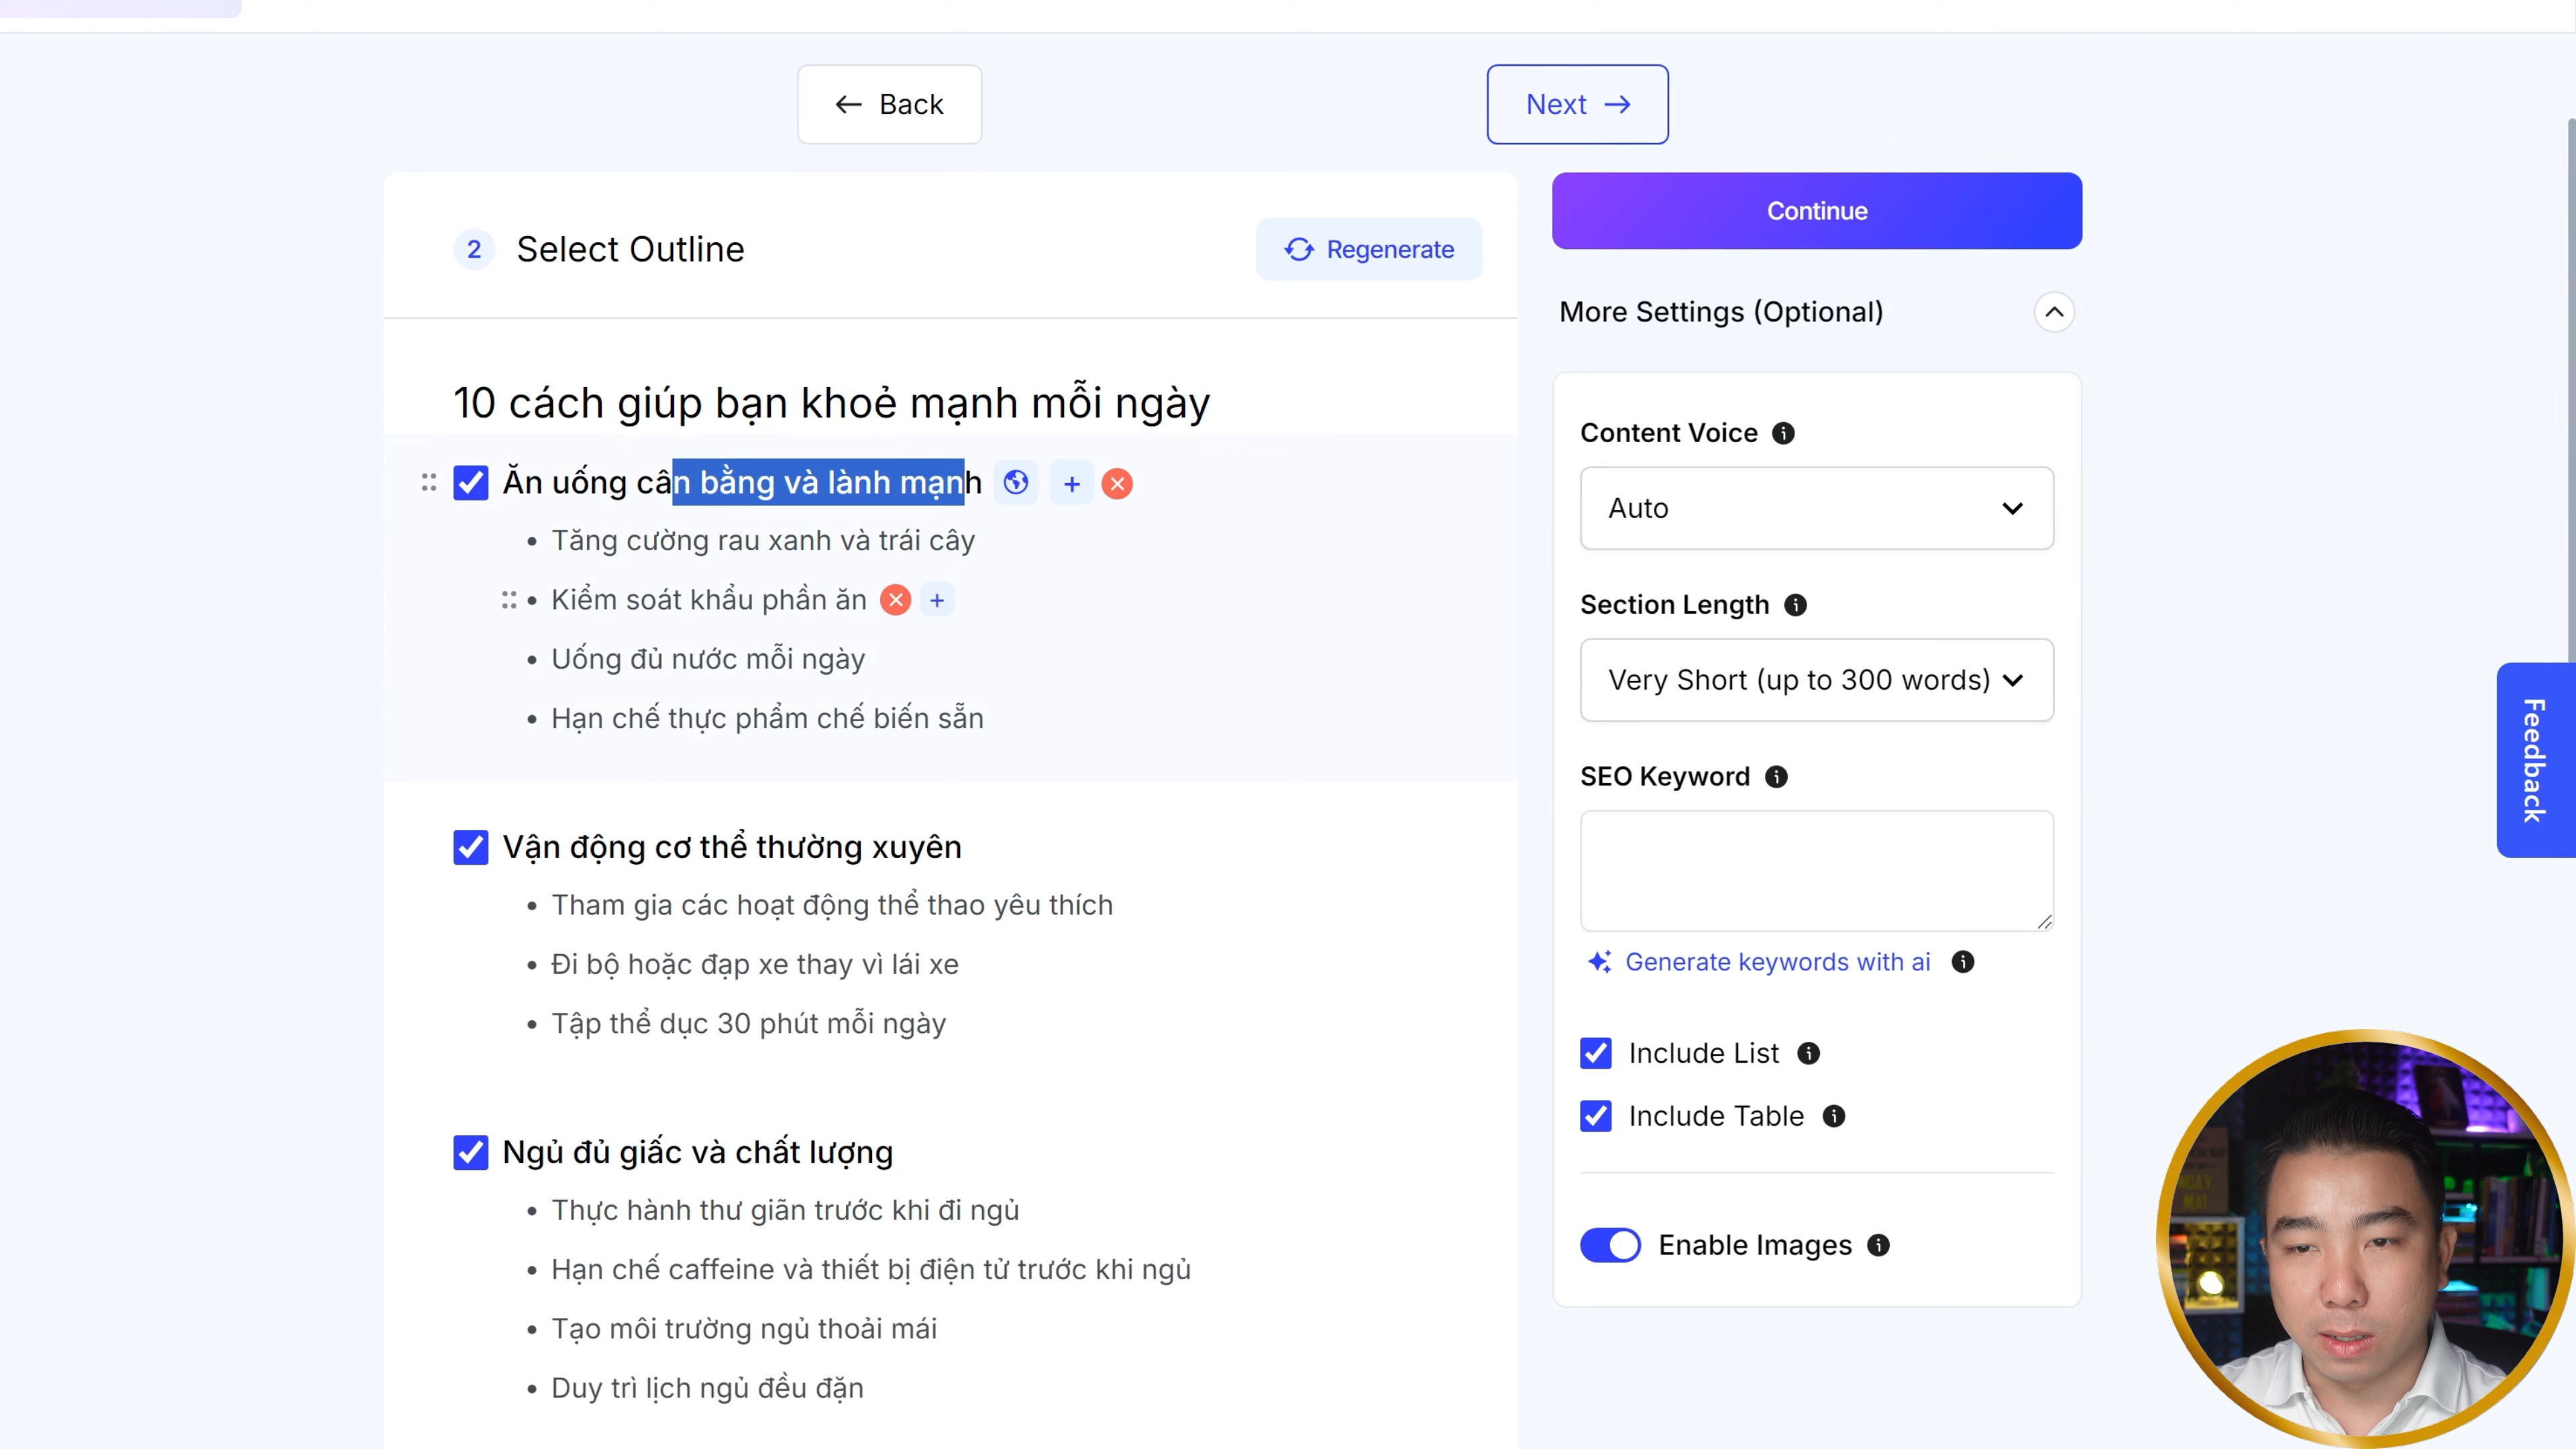 Back
Next
2 Select Outline
Regenerate
Continue
More Settings (Optional)
10 cách giúp bạn khoẻ mạnh mỗi ngày
Ăn uống cân bằng và lành mạnh
Tăng cường rau xanh và trái cây
Kiểm soát khẩu phần ăn
Uống đủ nước mỗi ngày
Hạn chế thực phẩm chế biến sẵn
Vận động cơ thể thường xuyên
Tham gia các hoạt động thể thao yêu thích
Đi bộ hoặc đạp xe thay vì lái xe
Tập thể dục 30 phút mỗi ngày
Ngủ đủ giấc và chất lượng
Thực hành thư giãn trước khi đi ngủ
Hạn chế caffeine và thiết bị điện tử trước khi ngủ
Tạo môi trường ngủ thoải mái
Duy trì lịch ngủ đều đặn
Content Voice
Auto
Section Length
Very Short (up to 300 words)
SEO Keyword
Generate keywords with ai
Include List
Include Table
Enable Images
Feedback